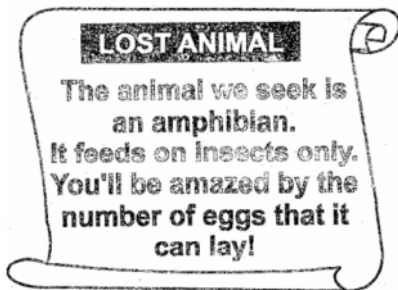 LOST ANIMAL
The animal we seek is
an amphibian.
It feeds on insects only.
You'll be amazed by the
number of eggs that it
can lay!